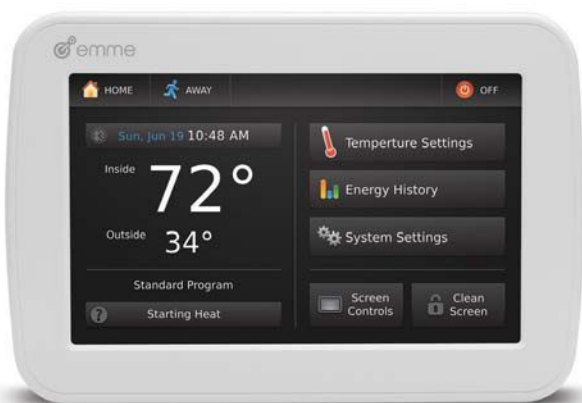 emme
HOME
AWAY
OFF
Sun, Jun 19 10:48 AM
Inside
72°
Outside
34°
Standard Program
? Starting Heat
Temperture Settings
Energy History
System Settings
Screen
Controls
Clean
Screen